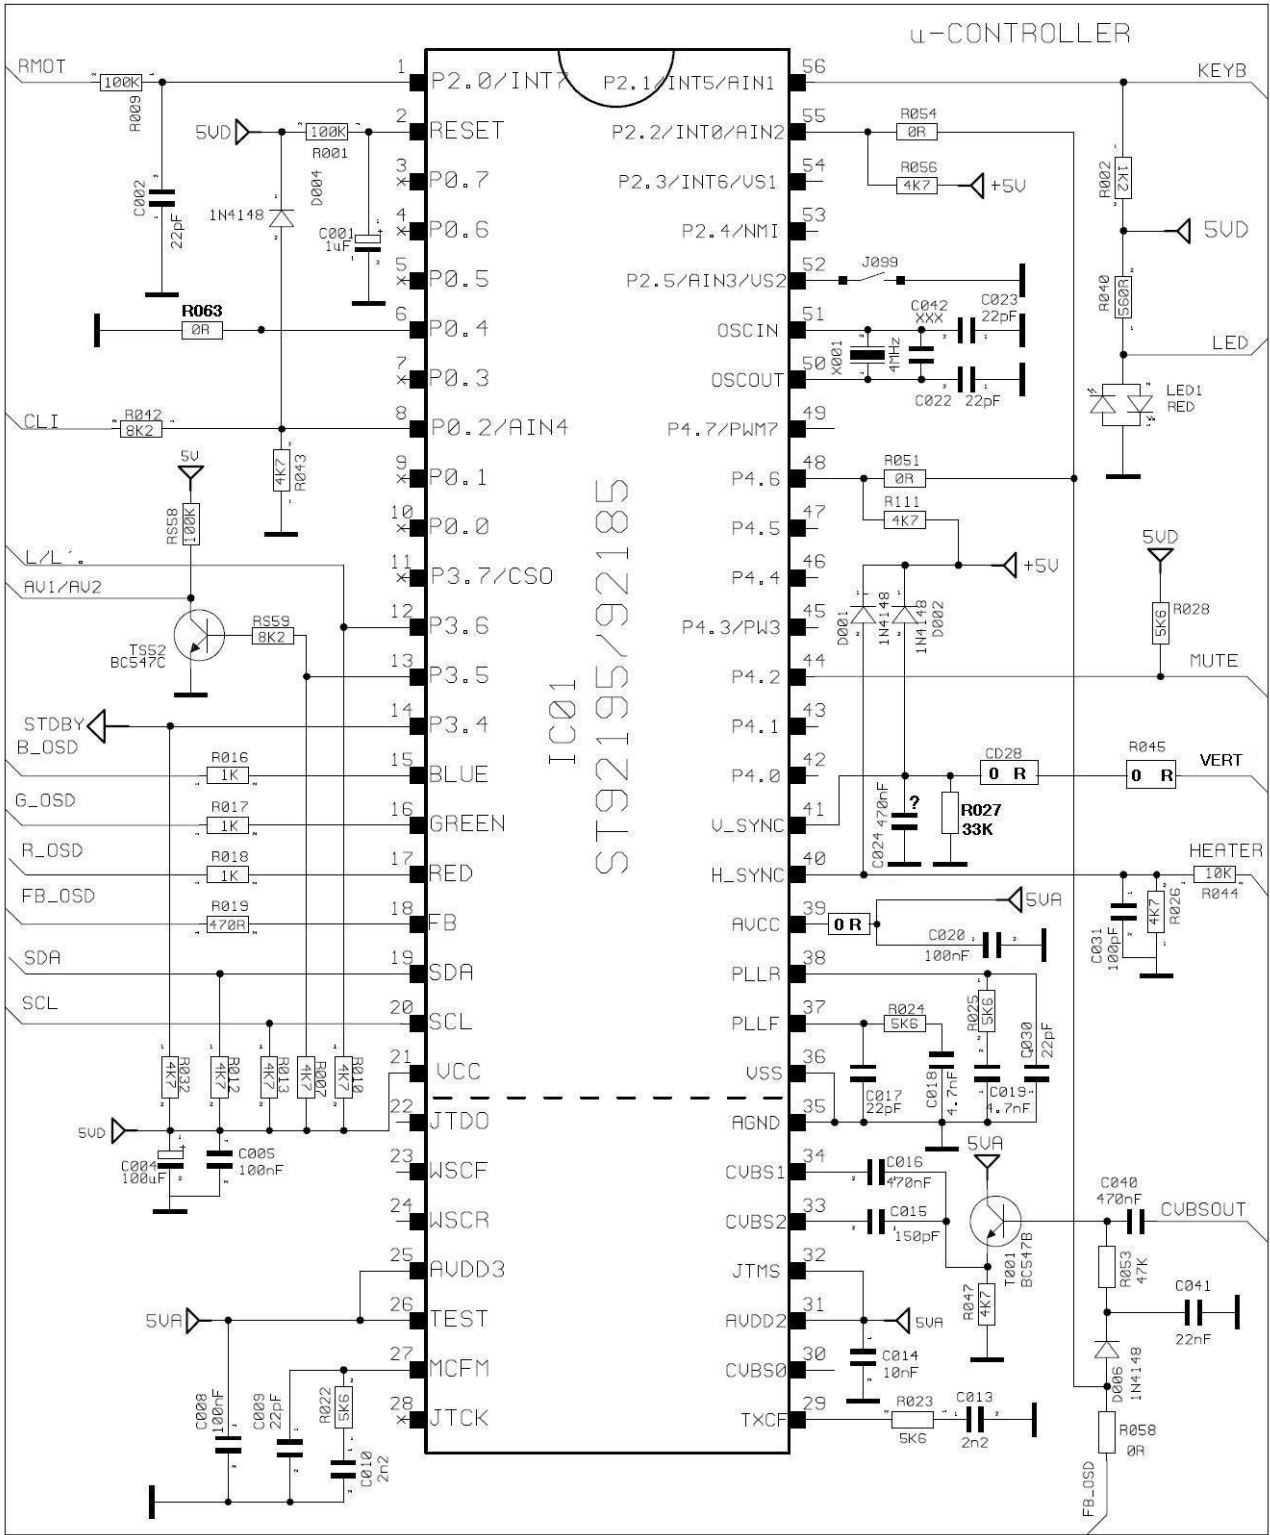 u-CONTROLLER
RMOT
100K
R009
C002
22pF
5VD
100K
R001
D004
1N4148
C001
1uF
R063
0R
CLI
R042
8K2
4K7
R043
5V
RS58
100K
L/L'.
AV1/AV2
TS52
BC547C
RS59
8K2
STDBY
B_OSD
R016
1K
G_OSD
R017
1K
R_OSD
R018
1K
FB_OSD
R019
470R
SDA
SCL
4K7
R032
4K7
R012
4K7
R013
4K7
R007
4K7
R010
5VD
C004
100uF
C005
100nF
5VA
C008
100nF
C009
22pF
R022
5K6
C010
2n2
1 P2.0/INT7
2 RESET
3 P0.7
4 P0.6
5 P0.5
6 P0.4
7 P0.3
8 P0.2/AIN4
9 P0.1
10 P0.0
11 P3.7/CSO
12 P3.6
13 P3.5
14 P3.4
15 BLUE
16 GREEN
17 RED
18 FB
19 SDA
20 SCL
21 VCC
22 JTDO
23 WSCF
24 WSCR
25 AVDD3
26 TEST
27 MCFM
28 JTCK
IC01
ST92195/92185
P2.1/INT5/AIN1 56
P2.2/INT0/AIN2 55
P2.3/INT6/VS1 54
P2.4/NMI 53
P2.5/AIN3/VS2 52
OSCIN 51
OSCOUT 50
P4.7/PWM7 49
P4.6 48
P4.5 47
P4.4 46
P4.3/PW3 45
P4.2 44
P4.1 43
P4.0 42
V_SYNC 41
H_SYNC 40
AVCC 39
PLLR 38
PLLF 37
VSS 36
AGND 35
CVBS1 34
CVBS2 33
JTMS 32
AVDD2 31
CVBS0 30
TXCF 29
KEYB
R054
0R
R056
4K7
+5V
R002
1K2
5VD
R040
560R
LED
LED1
RED
J099
X001
4MHz
C042
XXX
C023
22pF
C022
22pF
R051
0R
R111
4K7
+5V
D001
1N4148
1N4148
D002
5VD
5K6
R028
MUTE
CD28
0 R
R045
0 R
VERT
C024
470nF
?
R027
33K
HEATER
10K
R044
C031
100pF
4K7
R026
0 R
5VA
C020
100nF
R024
5K6
R025
5K6
C030
22pF
C017
22pF
C018
4.7nF
C019
4.7nF
C016
470nF
C015
150pF
5VA
T001
BC547B
C040
470nF
CVBSOUT
R053
47K
R047
4K7
C041
22nF
5VA
C014
10nF
D006
1N4148
R023
5K6
C013
2n2
R058
0R
FB_OSD